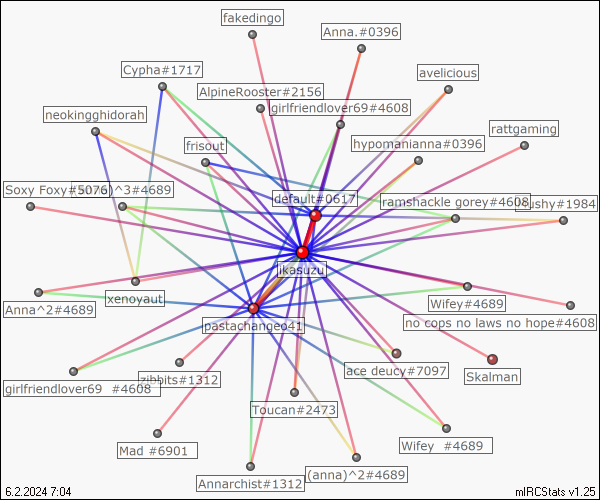 fakedingo
Anna.#0396
Cypha#1717
avelicious
AlpineRooster#2156
girlfriendlover69#4608
neokingghidorah
rattgaming
frisout
hypomanianna#0396
Soxy Foxy#5076
)^3#4689
default#0617
ramshackle gorey#4608
#1984
ikasuzu
xenoyaut
Anna^2#4689
Wifey#4689
no cops no laws no hope#4608
pastachangeo41
ace deucy#7097
Skalman
zibbits#1312
girlfriendlover69 #4608
Toucan#2473
Mad #6901
Wifey #4689
Annarchist#1312
(anna)^2#4689
6.2.2024 7:04
mIRCStats v1.25